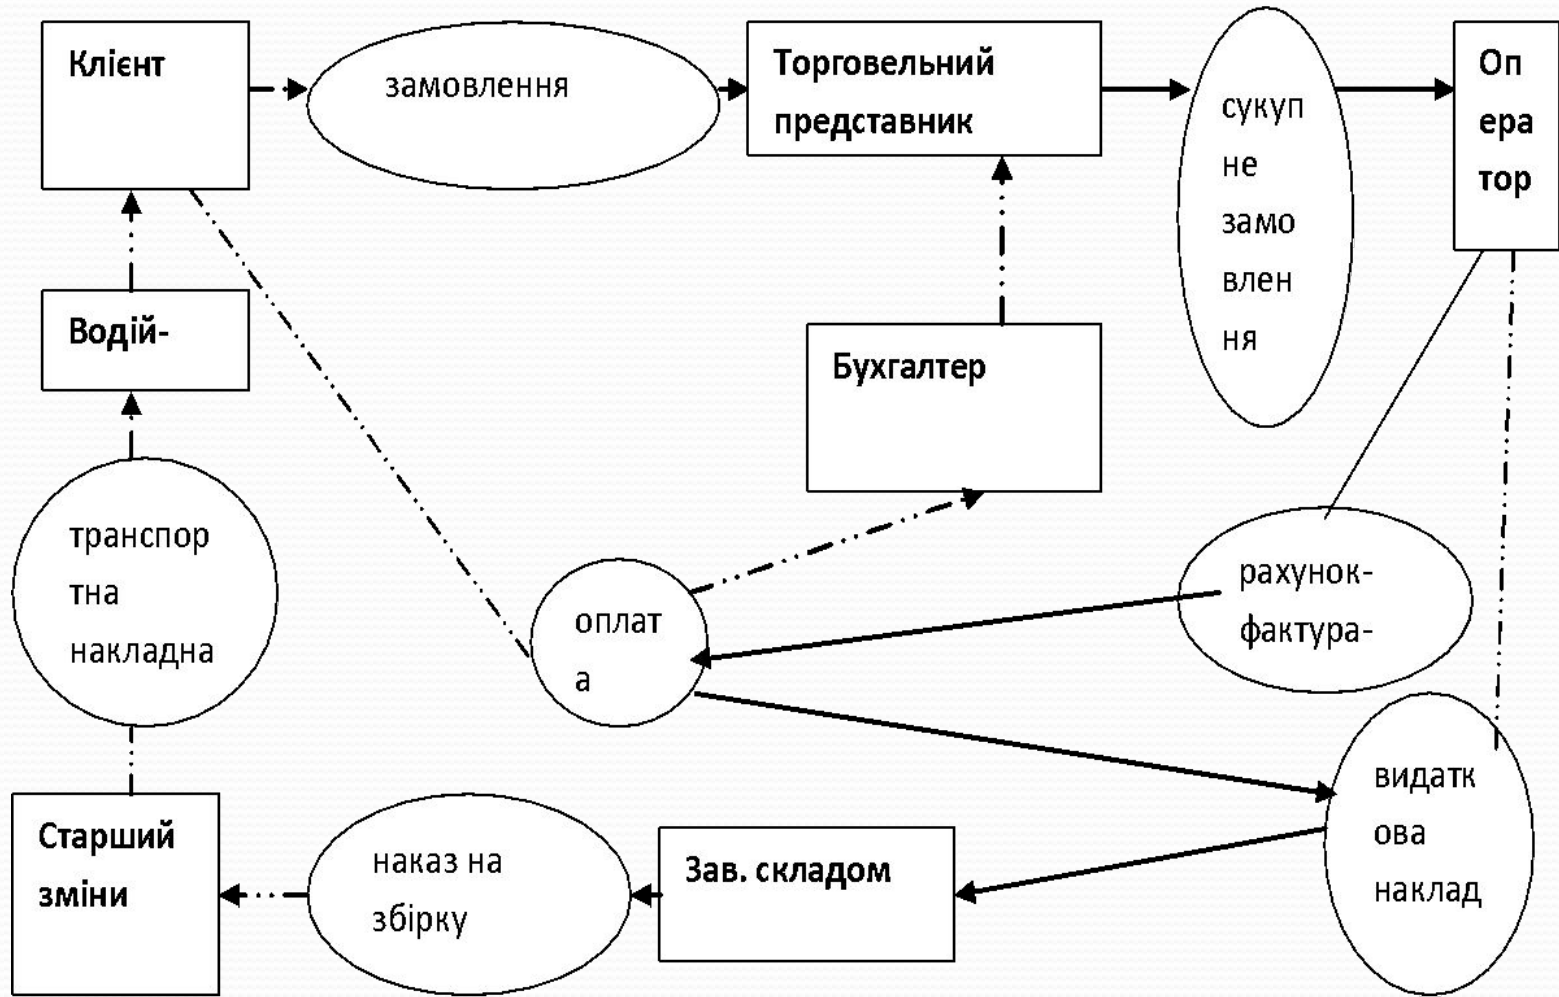 Клієнт
замовлення
Торговельний
представник
сукуп
не
замо
влен
ня
Оп
ера
тор
Водій-
Бухгалтер
транспор
тна
накладна
оплат
а
рахунок-
фактура-
видатк
ова
наклад
Старший
зміни
наказ на
збірку
Зав. складом